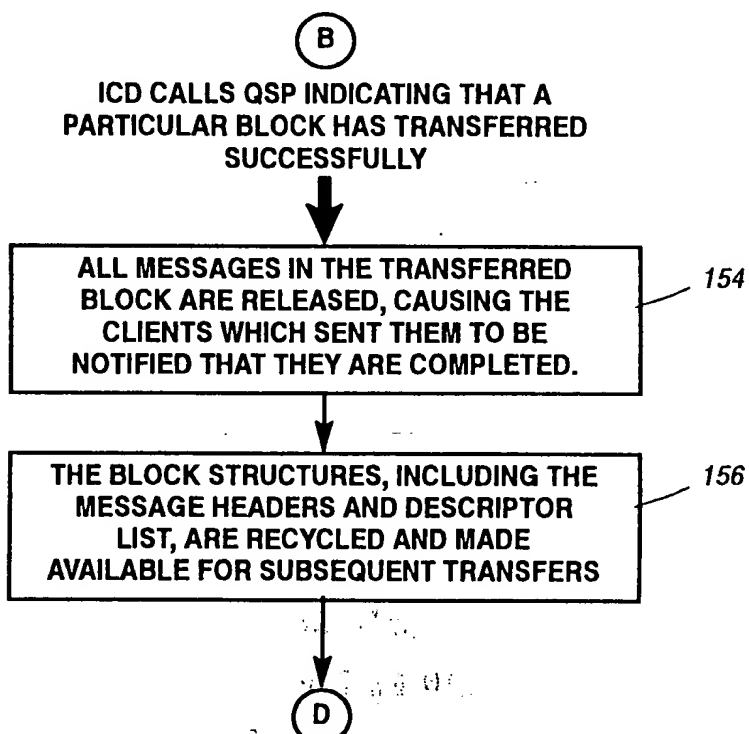 B
ICD CALLS QSP INDICATING THAT A
PARTICULAR BLOCK HAS TRANSFERRED
SUCCESSFULLY
ALL MESSAGES IN THE TRANSFERRED
BLOCK ARE RELEASED, CAUSING THE
CLIENTS WHICH SENT THEM TO BE
NOTIFIED THAT THEY ARE COMPLETED.
154
THE BLOCK STRUCTURES, INCLUDING THE
MESSAGE HEADERS AND DESCRIPTOR
LIST, ARE RECYCLED AND MADE
AVAILABLE FOR SUBSEQUENT TRANSFERS
156
D